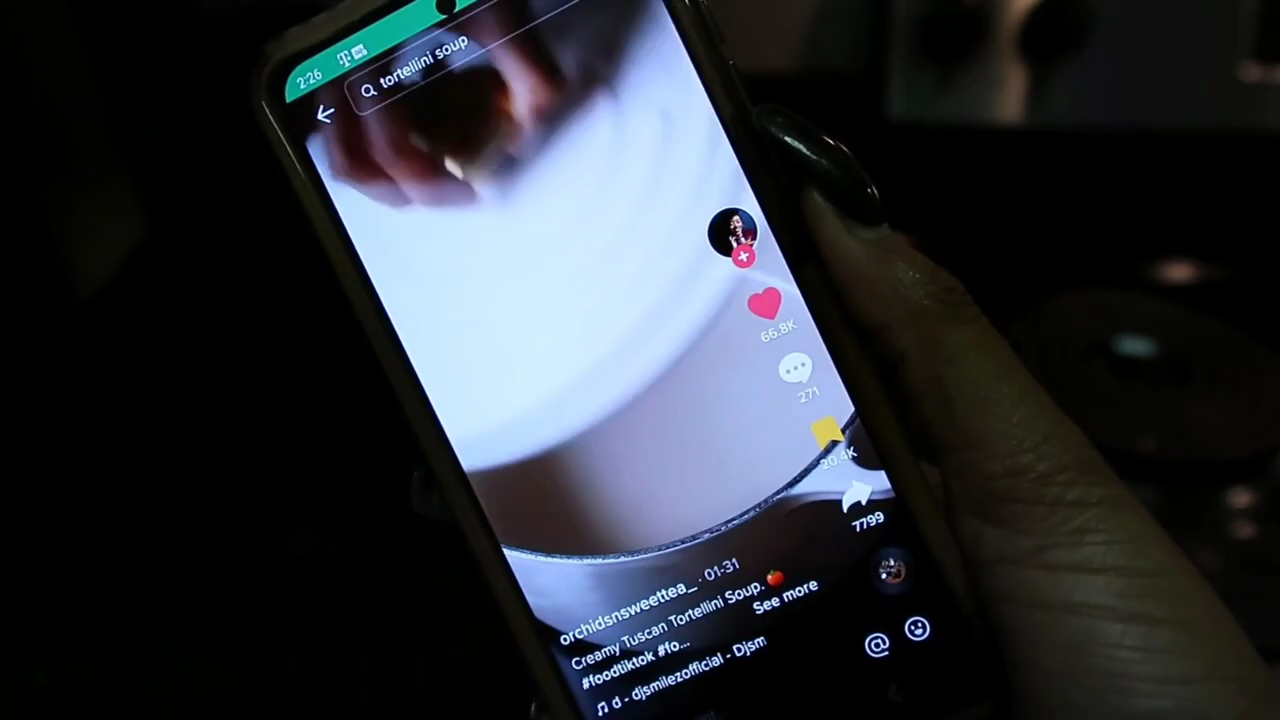 2:26
tortellini soup
66.8K
271
20.4K
7799
orchidsnsweettea_ · 01-31
Creamy Tuscan Tortellini Soup. 🍅
#foodtiktok #fo... See more
d - djsmilezofficial - Djsm
@